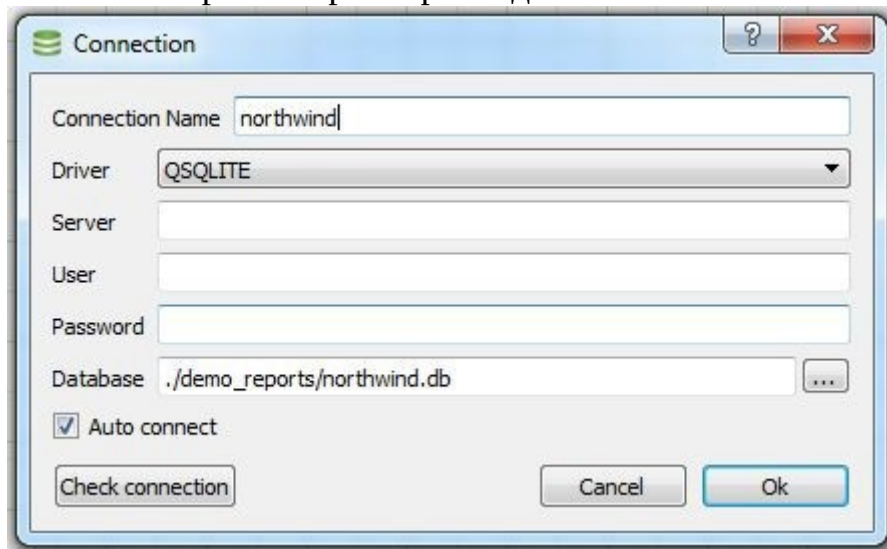 Connection
Connection Name northwind
Driver QSQLITE
Server
User
Password
Database ./demo_reports/northwind.db ...
Auto connect
Check connection Cancel Ok